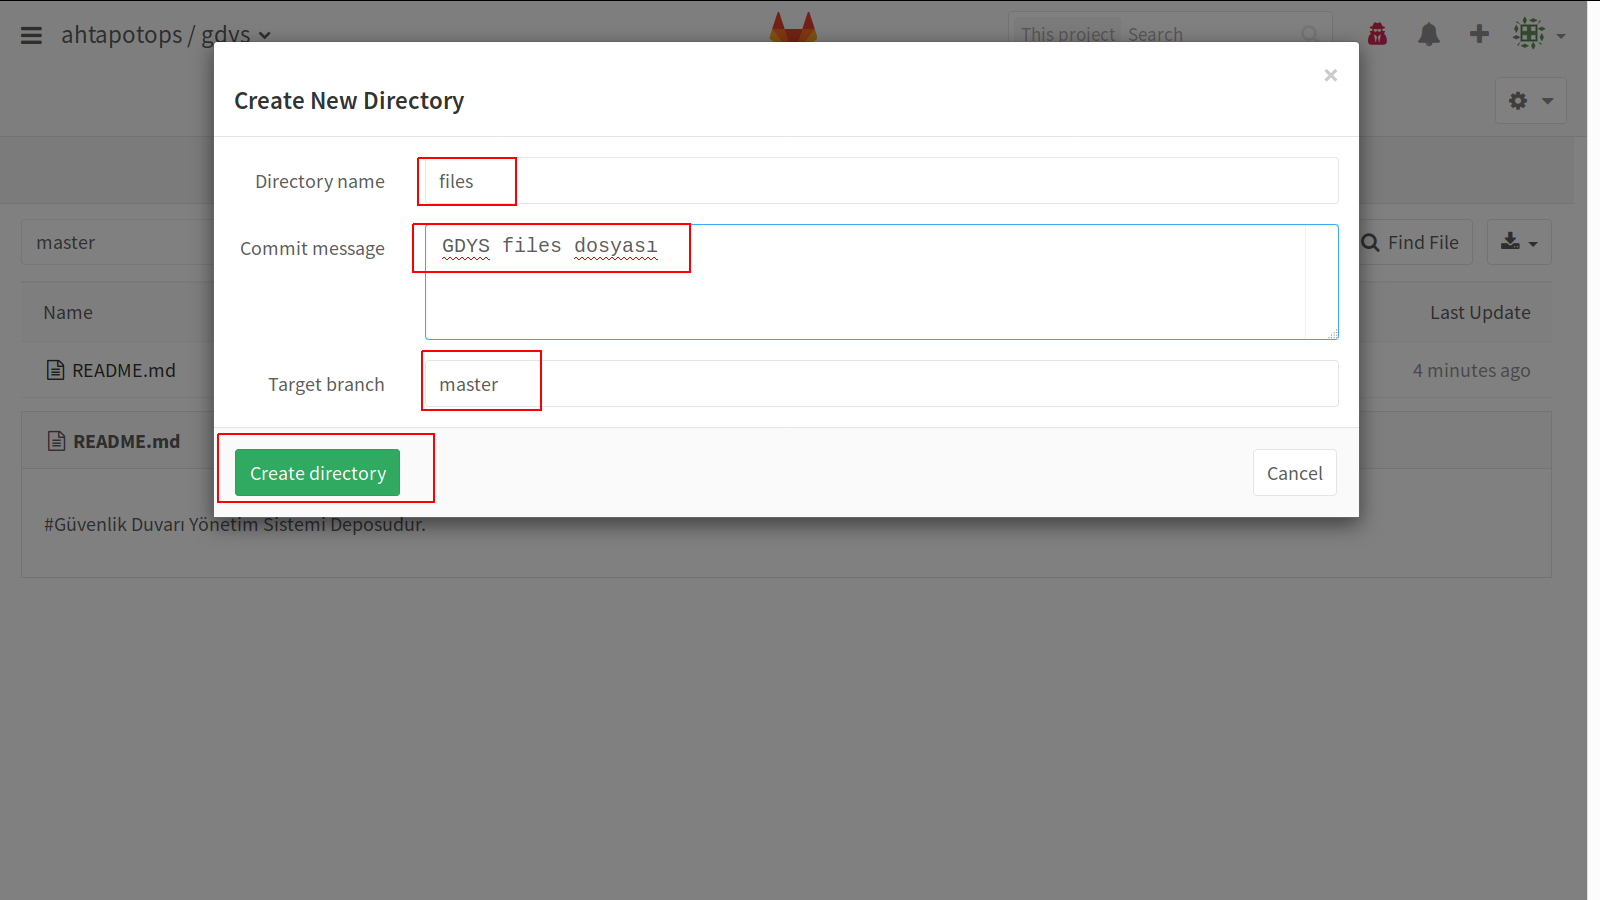 ahtapotops / gdys
This project Search
Create New Directory
×
Directory name files
Commit message GDYS files dosyası
Target branch master
Create directory Cancel
master
Find File
Name Last Update
README.md 4 minutes ago
README.md
#Güvenlik Duvarı Yönetim Sistemi Deposudur.